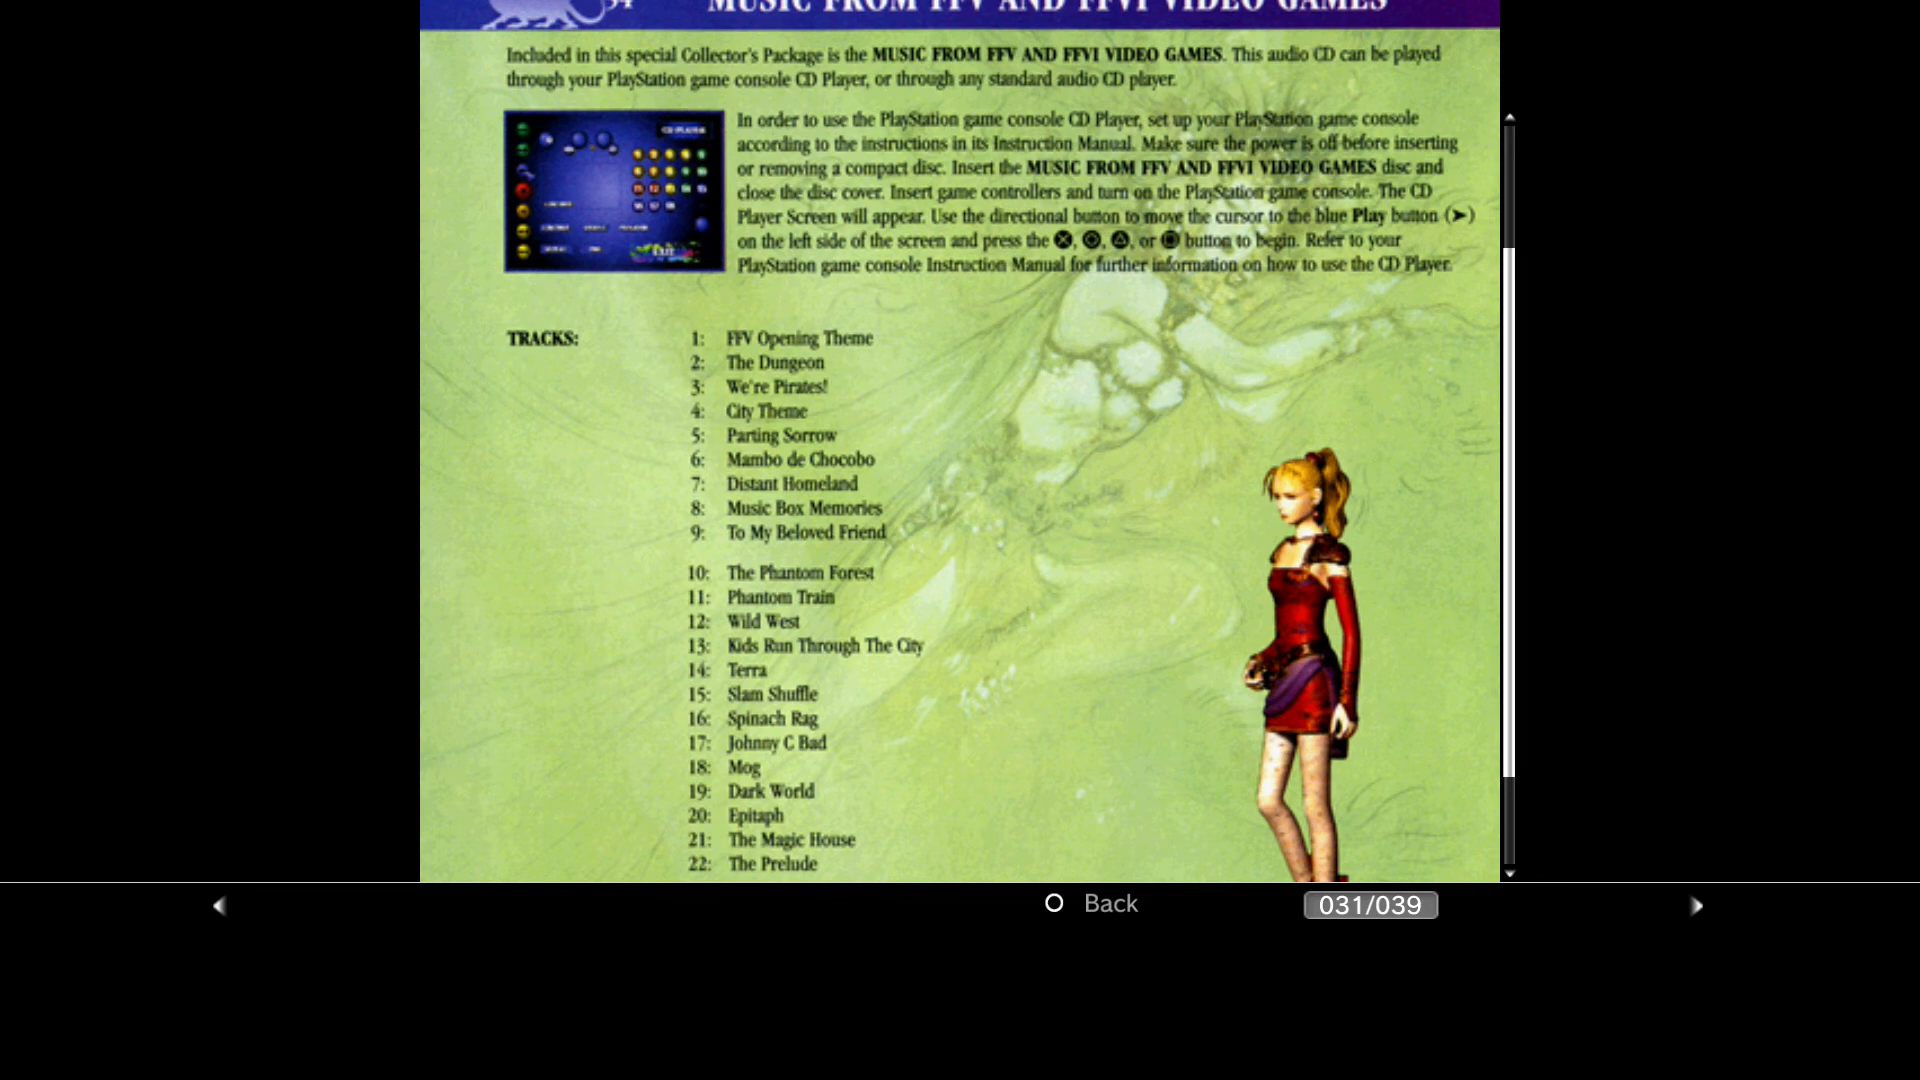 34 MUSIC FROM FFV AND FFVI VIDEO GAMES
Included in this special Collector's Package is the MUSIC FROM FFV AND FFVI VIDEO GAMES. This audio CD can be played
through your PlayStation game console CD Player, or through any standard audio CD player.
In order to use the PlayStation game console CD Player, set up your PlayStation game console
according to the instructions in its Instruction Manual. Make sure the power is off before inserting
or removing a compact disc. Insert the MUSIC FROM FFV AND FFVI VIDEO GAMES disc and
close the disc cover. Insert game controllers and turn on the PlayStation game console. The CD
Player Screen will appear. Use the directional button to move the cursor to the blue Play button (➤)
on the left side of the screen and press the ⓧ, ◎, △, or □ button to begin. Refer to your
PlayStation game console Instruction Manual for further information on how to use the CD Player.
CD PLAYER
EXIT
TRACKS:
1: FFV Opening Theme
2: The Dungeon
3: We're Pirates!
4: City Theme
5: Parting Sorrow
6: Mambo de Chocobo
7: Distant Homeland
8: Music Box Memories
9: To My Beloved Friend
10: The Phantom Forest
11: Phantom Train
12: Wild West
13: Kids Run Through The City
14: Terra
15: Slam Shuffle
16: Spinach Rag
17: Johnny C Bad
18: Mog
19: Dark World
20: Epitaph
21: The Magic House
22: The Prelude
Back
031/039